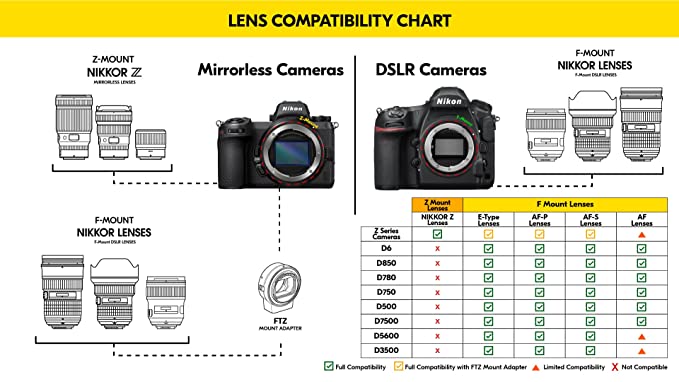 LENS COMPATIBILITY CHART
Z-MOUNT
NIKKOR Z
MIRRORLESS LENSES
Mirrorless Cameras
Nikon
Z-Mount
F-MOUNT
NIKKOR LENSES
F-Mount DSLR LENSES
FTZ
MOUNT ADAPTER
DSLR Cameras
Nikon
F-Mount
F-MOUNT
NIKKOR LENSES
F-Mount DSLR LENSES
Z Mount Lenses F Mount Lenses
NIKKOR Z Lenses E-Type Lenses AF-P Lenses AF-S Lenses AF Lenses
Z Series Cameras ☑ ☑ ☑ ☑ ▲
D6 X ☑ ☑ ☑ ☑
D850 X ☑ ☑ ☑ ☑
D780 X ☑ ☑ ☑ ☑
D750 X ☑ ☑ ☑ ☑
D500 X ☑ ☑ ☑ ☑
D7500 X ☑ ☑ ☑ ☑
D5600 X ☑ ☑ ☑ ▲
D3500 X ☑ ☑ ☑ ▲
☑ Full Compatibility ☑ Full Compatibility with FTZ Mount Adapter ▲ Limited Compatibility X Not Compatible